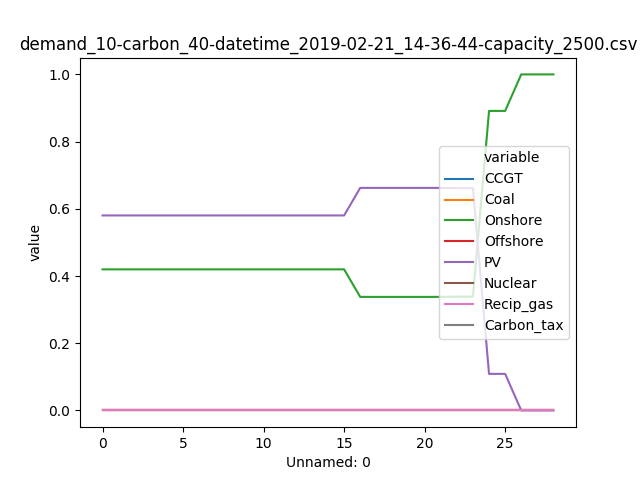 demand_10-carbon_40-datetime_2019-02-21_14-36-44-capacity_2500.csv
1.0
0.8
0.6
0.4
0.2
0.0
value
variable
CCGT
Coal
Onshore
Offshore
PV
Nuclear
Recip_gas
Carbon_tax
0 5 10 15 20 25
Unnamed: 0